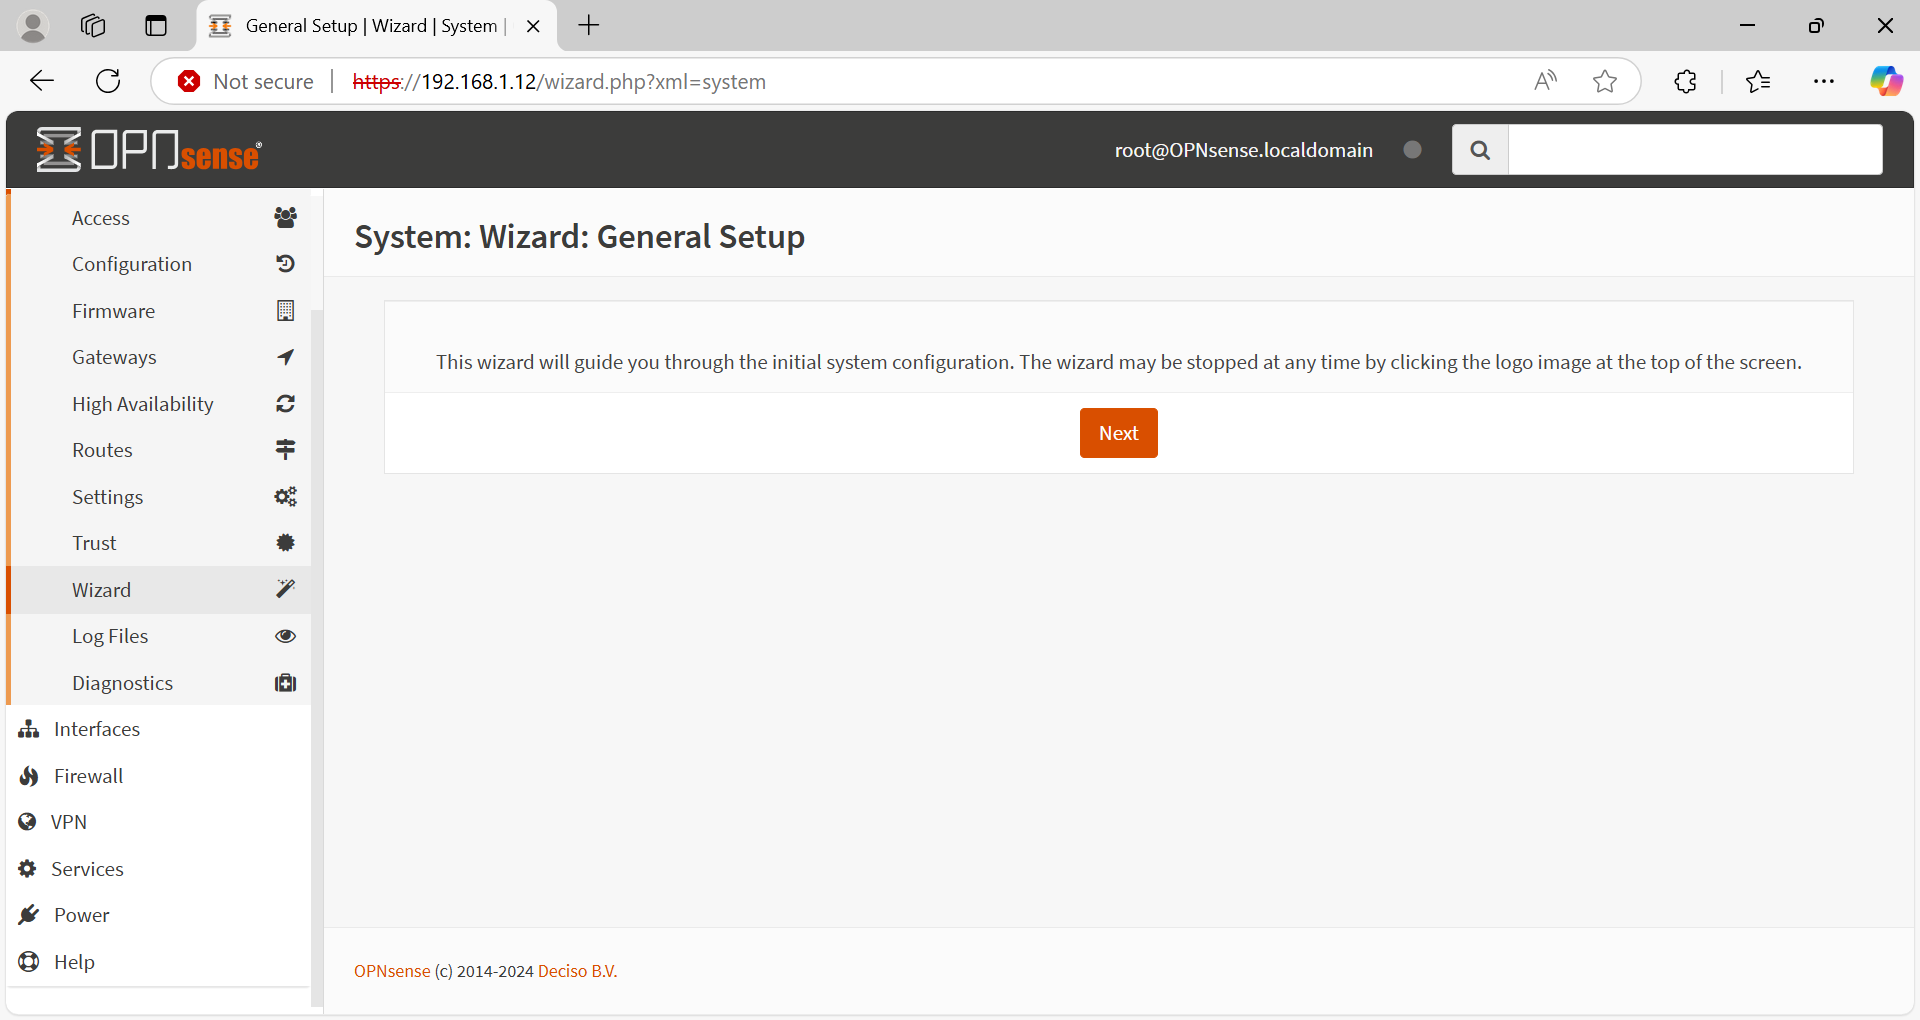 General Setup | Wizard | System |
Not secure
https://192.168.1.12/wizard.php?xml=system
OPNsense®
root@OPNsense.localdomain
Access
Configuration
Firmware
Gateways
High Availability
Routes
Settings
Trust
Wizard
Log Files
Diagnostics
Interfaces
Firewall
VPN
Services
Power
Help
System: Wizard: General Setup
This wizard will guide you through the initial system configuration. The wizard may be stopped at any time by clicking the logo image at the top of the screen.
Next
OPNsense (c) 2014-2024 Deciso B.V.